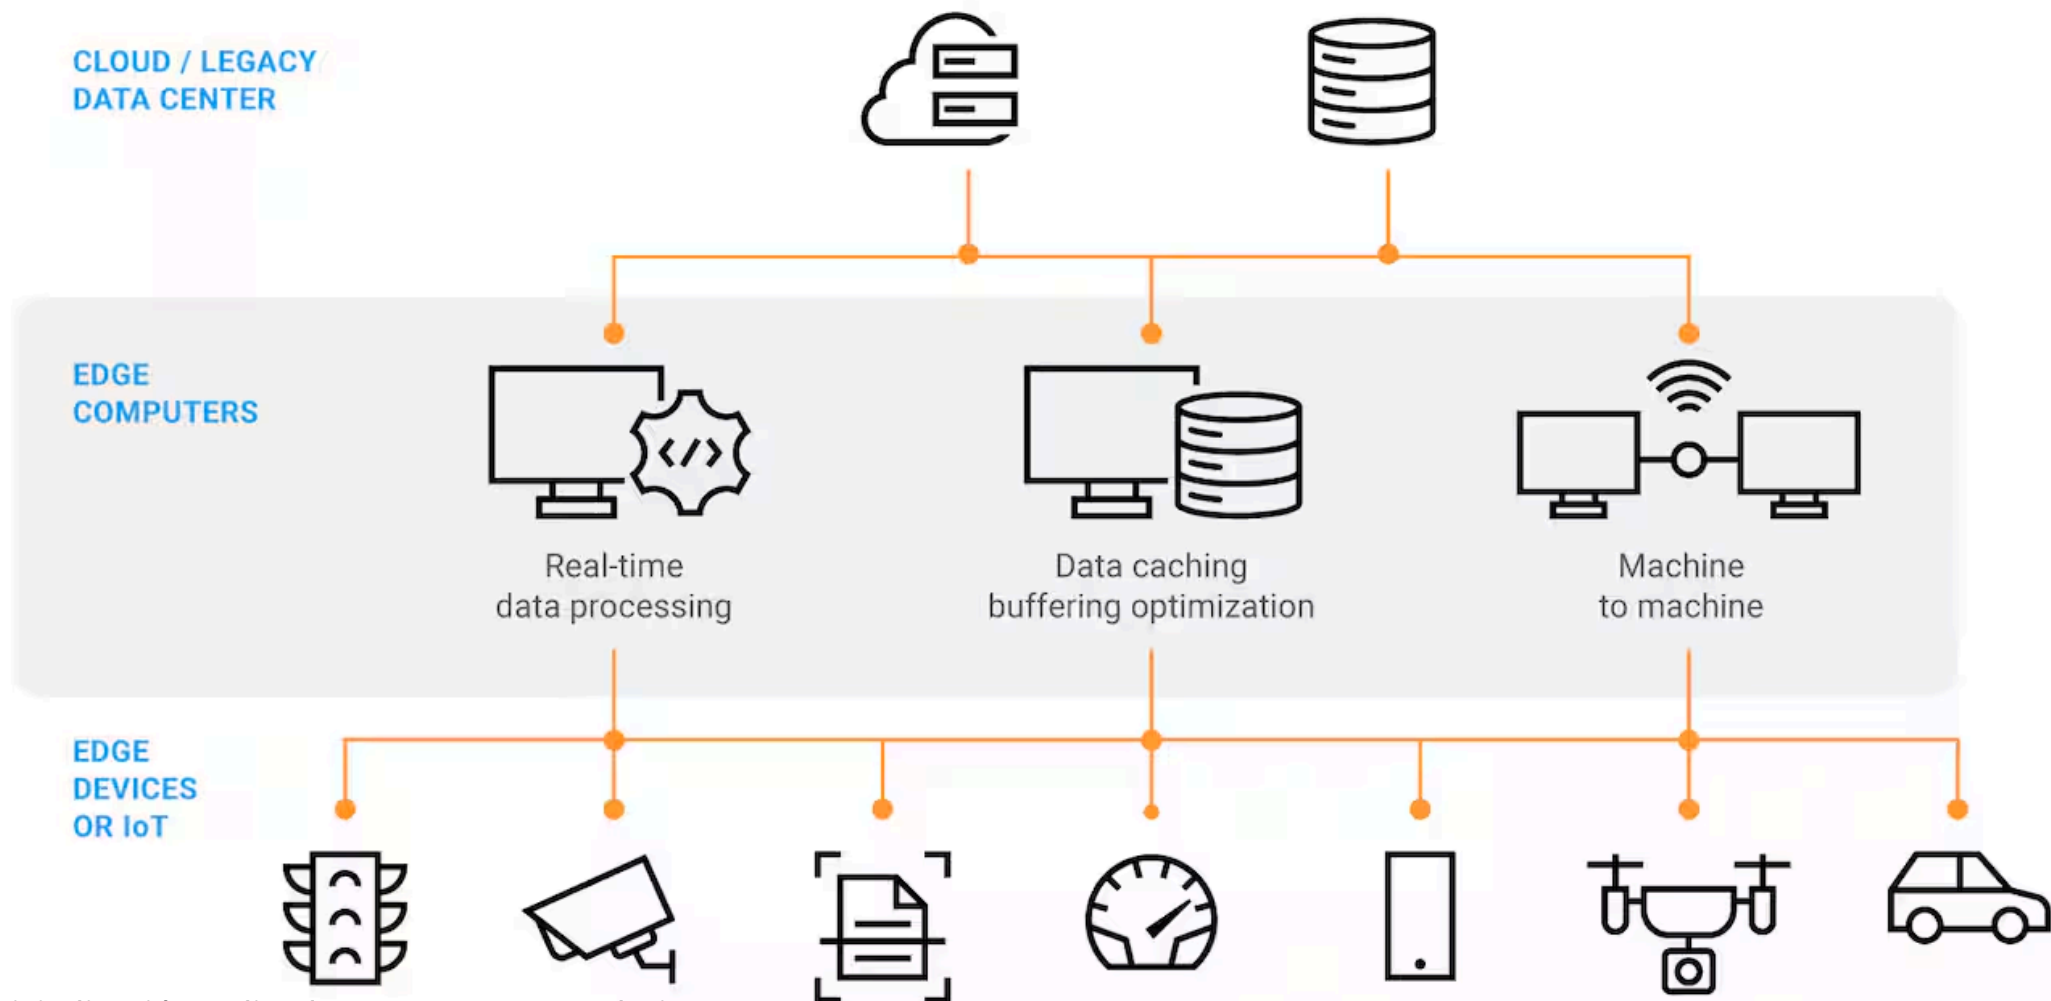 CLOUD / LEGACY
DATA CENTER
EDGE
COMPUTERS
Real-time
data processing
Data caching
buffering optimization
Machine
to machine
EDGE
DEVICES
OR IoT